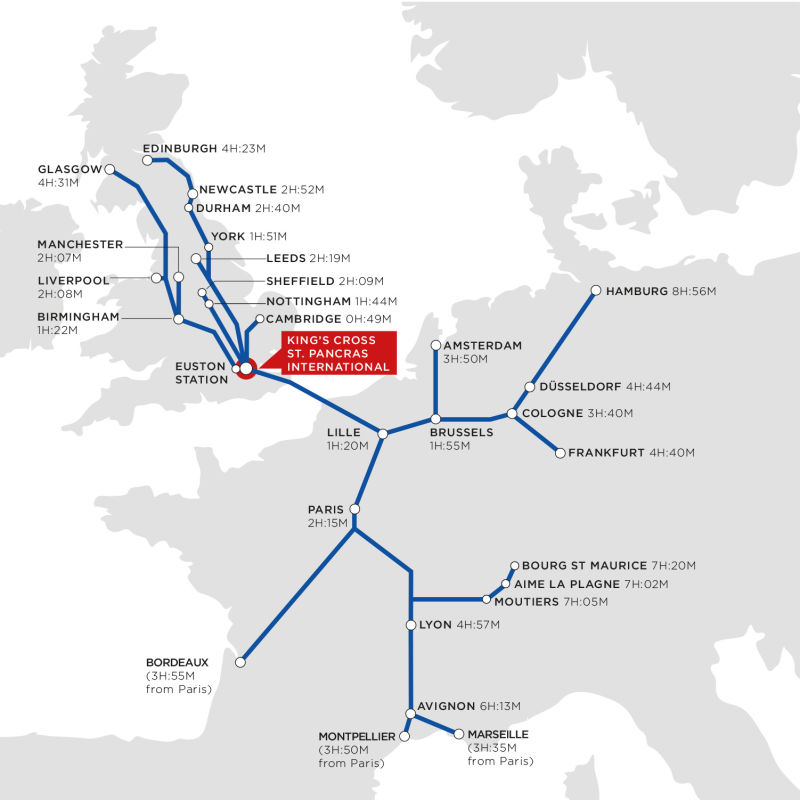 EDINBURGH 4H:23M
GLASGOW
4H:31M
NEWCASTLE 2H:52M
DURHAM 2H:40M
YORK 1H:51M
MANCHESTER
2H:07M
LEEDS 2H:19M
LIVERPOOL
2H:08M
SHEFFIELD 2H:09M
NOTTINGHAM 1H:44M
BIRMINGHAM
1H:22M
CAMBRIDGE 0H:49M
KING'S CROSS
ST. PANCRAS
INTERNATIONAL
EUSTON
STATION
HAMBURG 8H:56M
AMSTERDAM
3H:50M
DÜSSELDORF 4H:44M
COLOGNE 3H:40M
LILLE
1H:20M
BRUSSELS
1H:55M
FRANKFURT 4H:40M
PARIS
2H:15M
BOURG ST MAURICE 7H:20M
AIME LA PLAGNE 7H:02M
MOUTIERS 7H:05M
LYON 4H:57M
BORDEAUX
(3H:55M
from Paris)
AVIGNON 6H:13M
MONTPELLIER
(3H:50M
from Paris)
MARSEILLE
(3H:35M
from Paris)